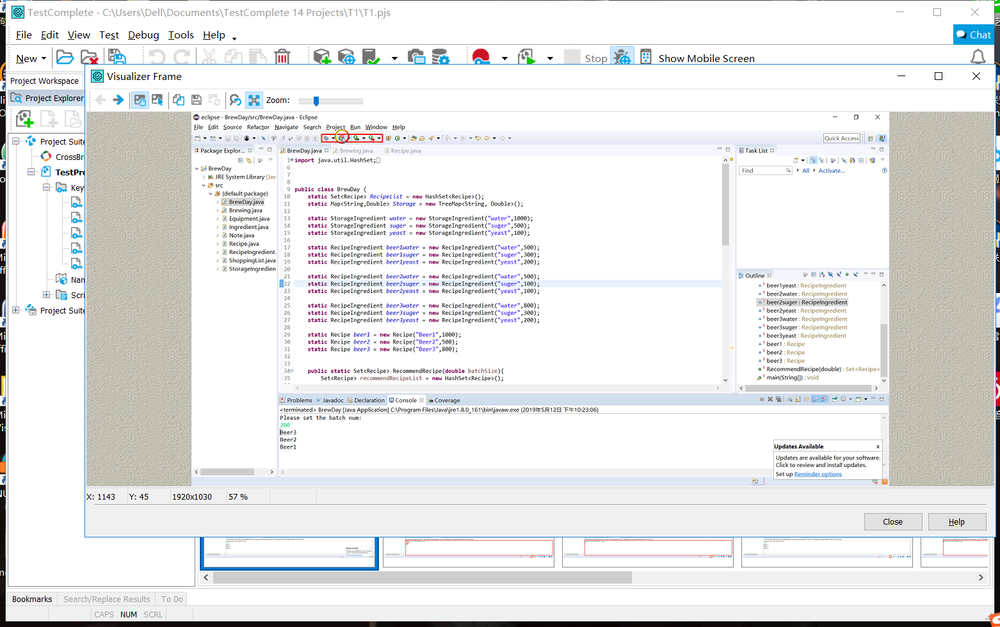 TestComplete - C:\Users\Dell\Documents\TestComplete 14 Projects\T1\T1.pjs
File Edit View Test Debug Tools Help
Chat
New
Stop
Show Mobile Screen
Project Workspace
Visualizer Frame
Project Explorer
Zoom:
Project Suite
CrossBr
TestPro
Key
Nan
Scri
Project Suite
eclipse - BrewDay/src/BrewDay.java - Eclipse
File Edit Source Refactor Navigate Search Project Run Window Help
Quick Access
Package Explor...
BrewDay
JRE System Library [Jav
src
(default package)
BrewDay.java
Brewing.java
Equipment.java
Ingredient.java
Note.java
Recipe.java
RecipeIngredient.
ShoppingList.java
StorageIngredien
BrewDay.java Brewing.java Recipe.java
1 import java.util.HashSet;
6
7
8
9 public class BrewDay {
10 static Set<Recipe> RecipeList = new HashSet<Recipe>();
11 static Map<String,Double> Storage = new TreeMap<String, Double>();
12
13 static StorageIngredient water = new StorageIngredient("water",1000);
14 static StorageIngredient suger = new StorageIngredient("suger",500);
15 static StorageIngredient yeast = new StorageIngredient("yeast",100);
16
17 static RecipeIngredient beer1water = new RecipeIngredient("water",500);
18 static RecipeIngredient beer1suger = new RecipeIngredient("suger",300);
19 static RecipeIngredient beer1yeast = new RecipeIngredient("yeast",200);
20
21 static RecipeIngredient beer2water = new RecipeIngredient("water",500);
22 static RecipeIngredient beer2suger = new RecipeIngredient("suger",100);
23 static RecipeIngredient beer2yeast = new RecipeIngredient("yeast",100);
24
25 static RecipeIngredient beer3water = new RecipeIngredient("water",800);
26 static RecipeIngredient beer3suger = new RecipeIngredient("suger",300);
27 static RecipeIngredient beer3yeast = new RecipeIngredient("yeast",200);
28
29 static Recipe beer1 = new Recipe("Beer1",1000);
30 static Recipe beer2 = new Recipe("Beer2",500);
31 static Recipe beer3 = new Recipe("Beer3",800);
32
33
34 public static Set<Recipe> RecommendRecipe(double batchSize){
35 Set<Recipe> recommendRecipeList = new HashSet<Recipe>();
Task List
Find
All Activate...
Outline
beer1yeast : RecipeIngredient
beer2water : RecipeIngredient
beer2suger : RecipeIngredient
beer2yeast : RecipeIngredient
beer3water : RecipeIngredient
beer3suger : RecipeIngredient
beer3yeast : RecipeIngredient
beer1 : Recipe
beer2 : Recipe
beer3 : Recipe
RecommendRecipe(double) : Set<Recipe>
main(String[]) : void
Problems Javadoc Declaration Console Coverage
<terminated> BrewDay [Java Application] C:\Program Files\Java\jre1.8.0_161\bin\javaw.exe (2019年5月12日 下午10:23:06)
Please set the batch num:
200
Beer3
Beer2
Beer1
Updates Available
Updates are available for your software.
Click to review and install updates.
Set up Reminder options
X: 1143 Y: 45 1920x1030 57 %
Close Help
Bookmarks Search/Replace Results To Do
CAPS NUM SCRL